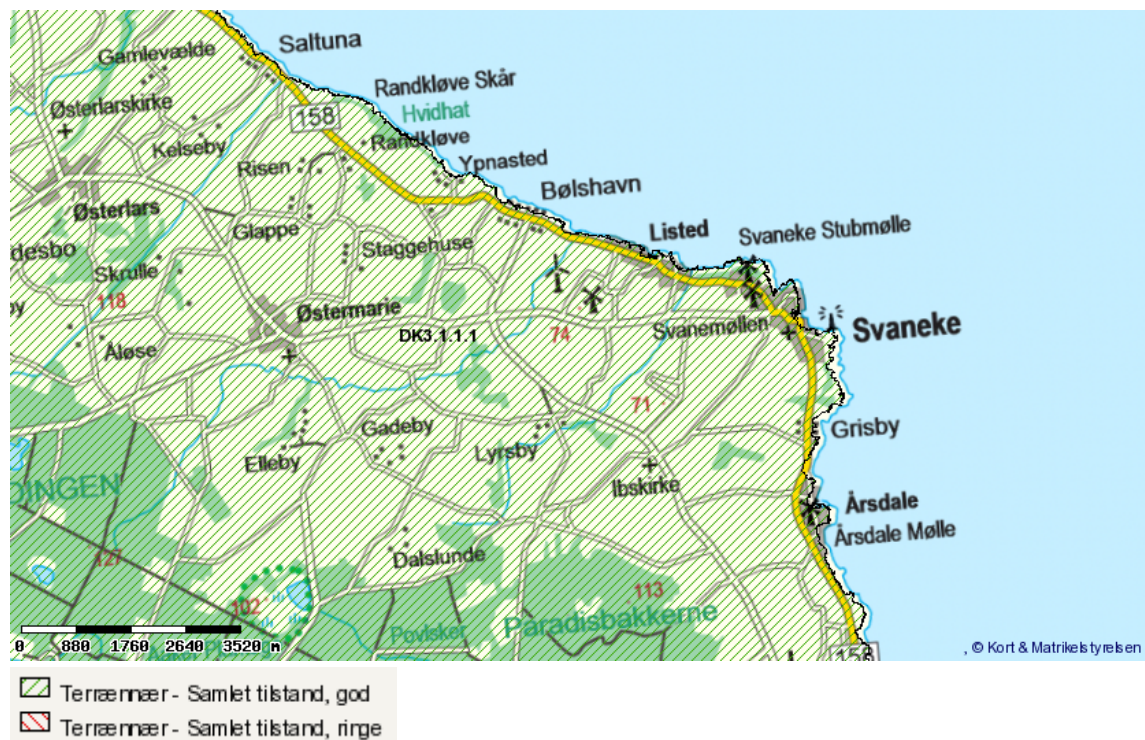 Saltuna
Gamlevælde
Randkløve Skår
Hvidhat
Østerlarskirke
158
Randkløve
Kelseby
Risen
Ypnasted
Bølshavn
Østerlars
Glappe
Staggehuse
Listed
Svaneke Stubmølle
desbo
Skrulle
118
Østermarie
DK3.1.1.1
74
Svanemøllen
Svaneke
Åløse
71
Gadeby
Lyrsby
Grisby
Elleby
Ibskirke
DINGEN
Årsdale
Årsdale Mølle
127
Dalslunde
102
113
Povlsker
Paradisbakkerne
0 880 1760 2640 3520 m
158
, © Kort & Matrikelstyrelsen
Terrænnær - Samlet tilstand, god
Terrænnær - Samlet tilstand, ringe